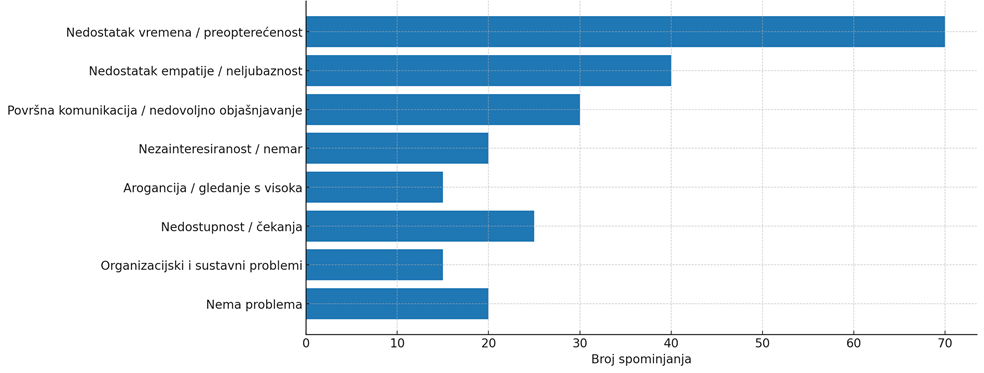 Nedostatak vremena / preopterećenost
Nedostatak empatije / neljubaznost
Površna komunikacija / nedovoljno objašnjavanje
Nezainteresiranost / nemar
Arogancija / gledanje s visoka
Nedostupnost / čekanja
Organizacijski i sustavni problemi
Nema problema
0 10 20 30 40 50 60 70
Broj spominjanja